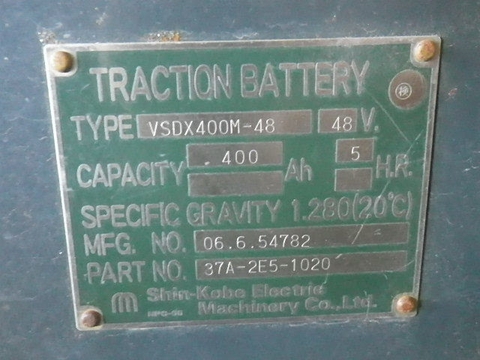 TRACTION BATTERY
検
TYPE VSDX400M-48 48 V.
CAPACITY 400 Ah 5 H.R.
SPECIFIC GRAVITY 1.280(20℃)
MFG. NO. 06.6.54782
PART NO. 37A-2E5-1020
Shin-Kobe Electric
Machinery Co., Ltd.